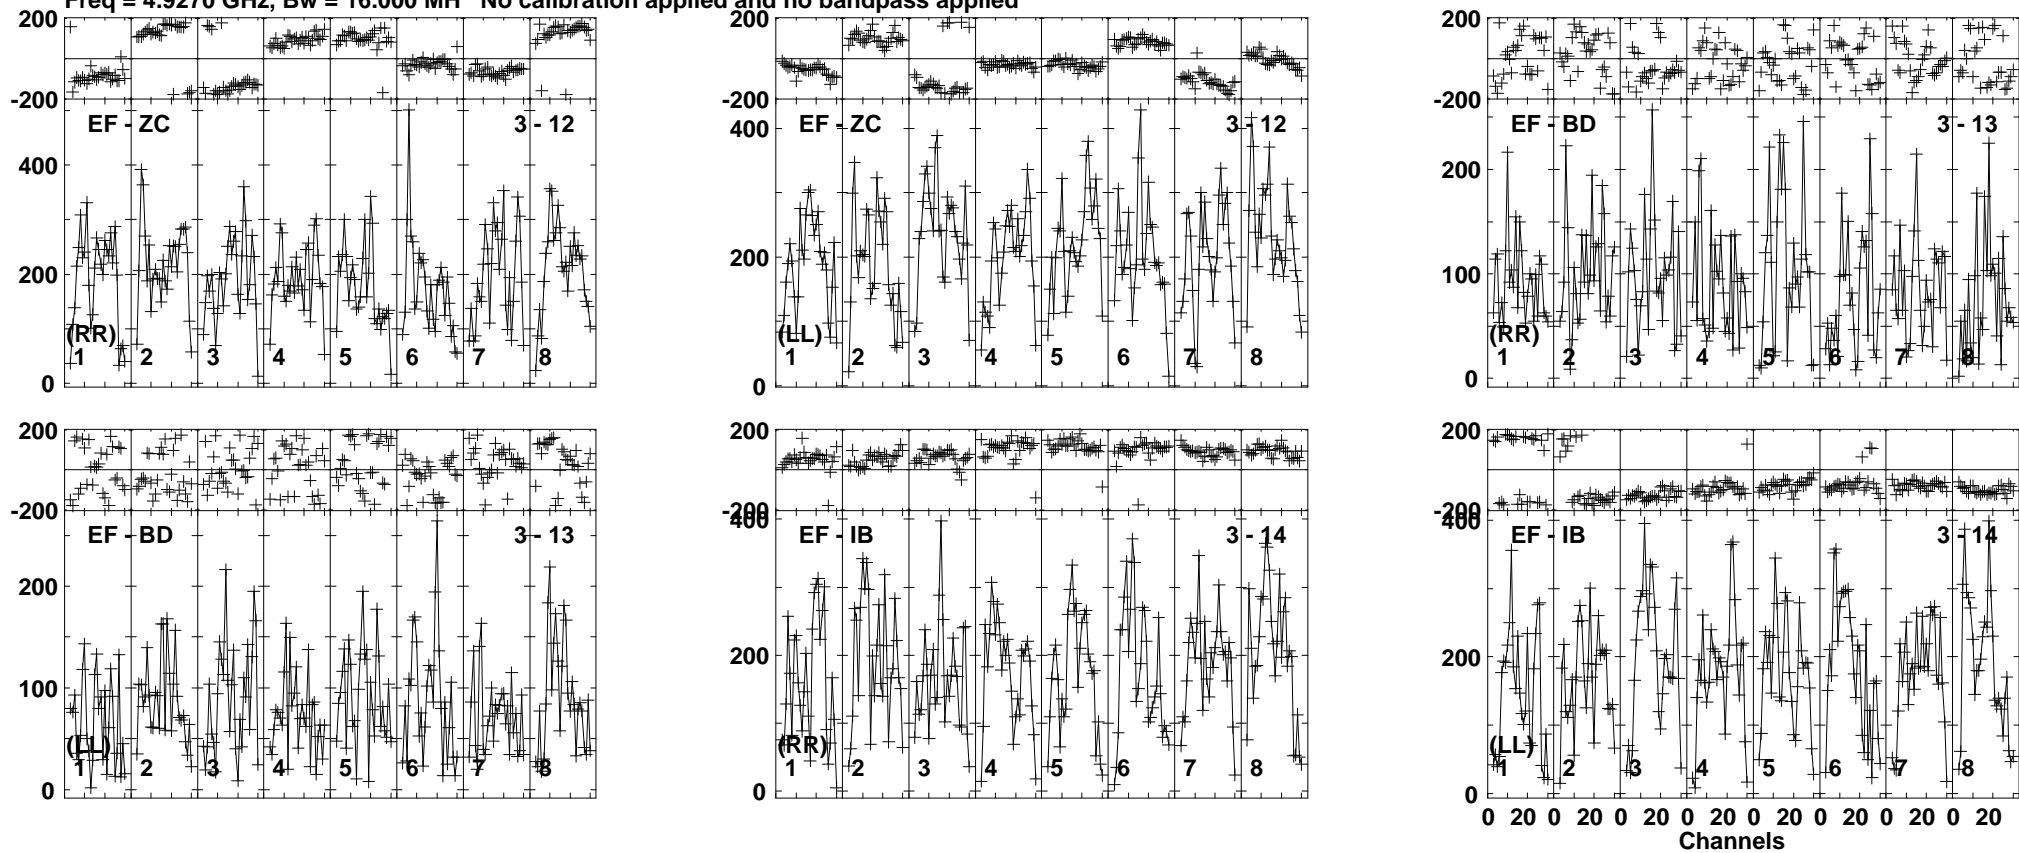 Freq = 4.9270 GHz, Bw = 16.000 MH No calibration applied and no bandpass applied
200
-200
EF - ZC 3 - 12
400
200
0
(RR)
1 2 3 4 5 6 7 8
200
-200
EF - ZC 3 - 12
400
200
0
(LL)
1 2 3 4 5 6 7 8
200
-200
EF - BD 3 - 13
200
100
0
(RR)
1 2 3 4 5 6 7 8
200
-200
EF - BD 3 - 13
200
100
0
(LL)
1 2 3 4 5 6 7 8
200
-200
400
EF - IB 3 - 14
200
0
(RR)
1 2 3 4 5 6 7 8
200
-200
400
EF - IB 3 - 14
200
0
(LL)
1 2 3 4 5 6 7 8
0 20 0 20 0 20 0 20 0 20 0 20 0 20 0 20
Channels